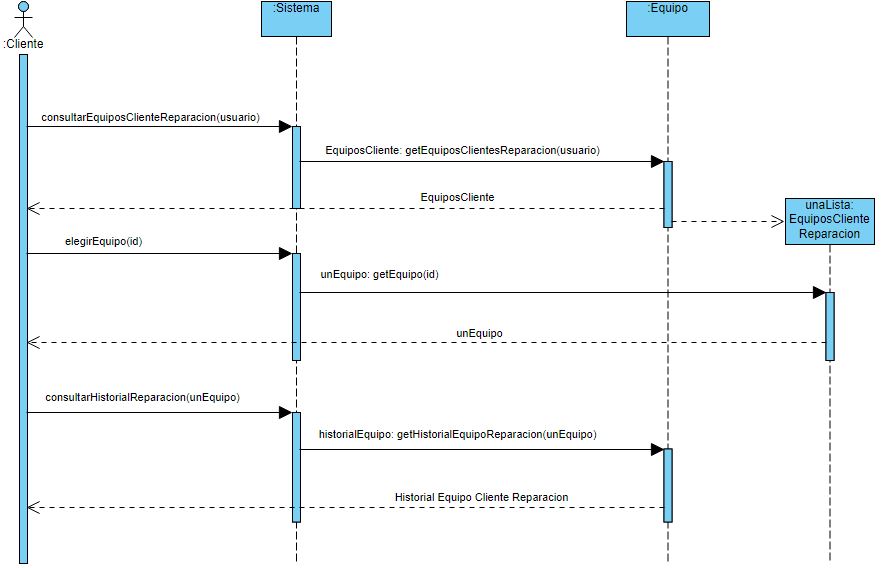 :Sistema
:Equipo
:Cliente
consultarEquiposClienteReparacion(usuario)
EquiposCliente: getEquiposClientesReparacion(usuario)
EquiposCliente
unaLista:
EquiposCliente
Reparacion
elegirEquipo(id)
unEquipo: getEquipo(id)
unEquipo
consultarHistorialReparacion(unEquipo)
historialEquipo: getHistorialEquipoReparacion(unEquipo)
Historial Equipo Cliente Reparacion